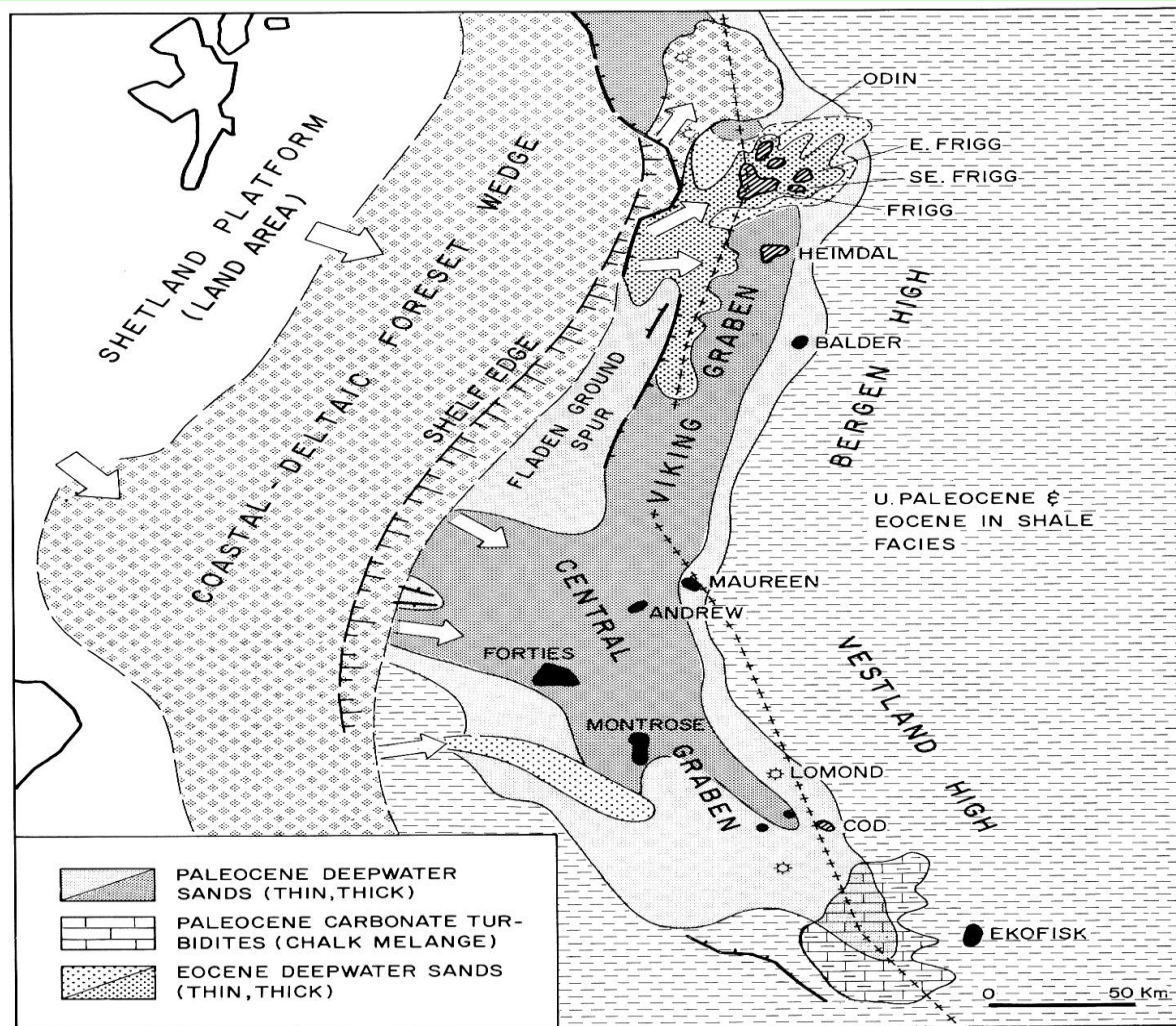 ODIN
E. FRIGG
SE. FRIGG
FRIGG
HEIMDAL
BALDER
SHETLAND PLATFORM
(LAND AREA)
COASTAL-DELTAIC FORESET WEDGE
SHELF EDGE
FLADEN GROUND
SPUR
VIKING GRABEN
BERGEN HIGH
U. PALEOCENE &
EOCENE IN SHALE
FACIES
MAUREEN
ANDREW
CENTRAL GRABEN
FORTIES
MONTROSE
VESTLAND HIGH
LOMOND
COD
EKOFISK
PALEOCENE DEEPWATER
SANDS (THIN, THICK)
PALEOCENE CARBONATE TUR-
BIDITES (CHALK MELANGE)
EOCENE DEEPWATER SANDS
(THIN, THICK)
0 50 Km